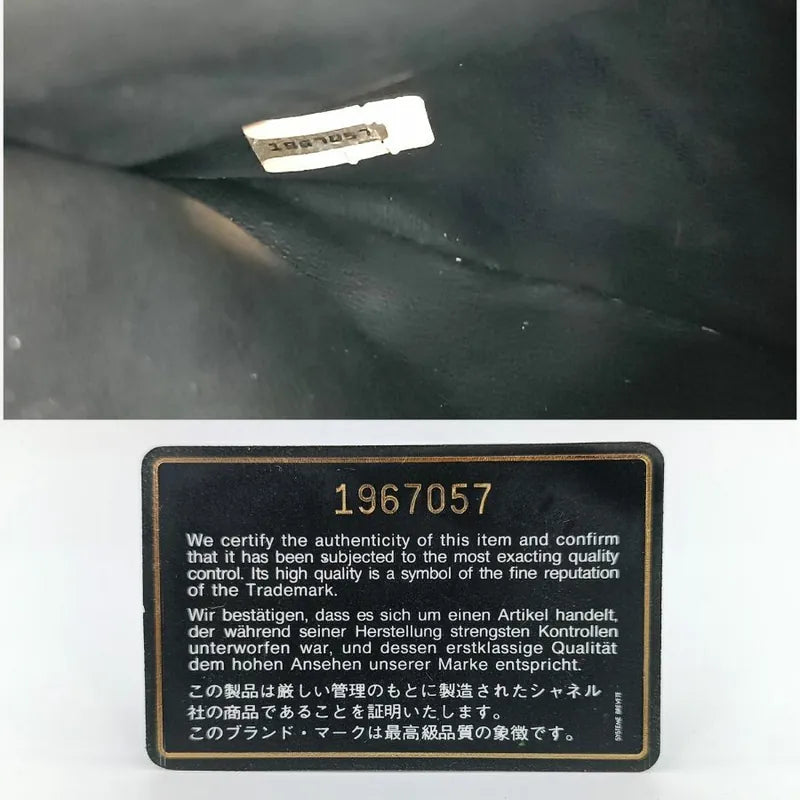 1967057
1967057
We certify the authenticity of this item and confirm
that it has been subjected to the most exacting quality
control. Its high quality is a symbol of the fine reputation
of the Trademark.
Wir bestätigen, dass es sich um einen Artikel handelt,
der während seiner Herstellung strengsten Kontrollen
unterworfen war, und dessen erstklassige Qualität
dem hohen Ansehen unserer Marke entspricht.
この製品は厳しい管理のもとに製造されたシャネル
社の商品であることを証明いたします。
このブランド・マークは最高級品質の象徴です。
SYSTEME BREVETE